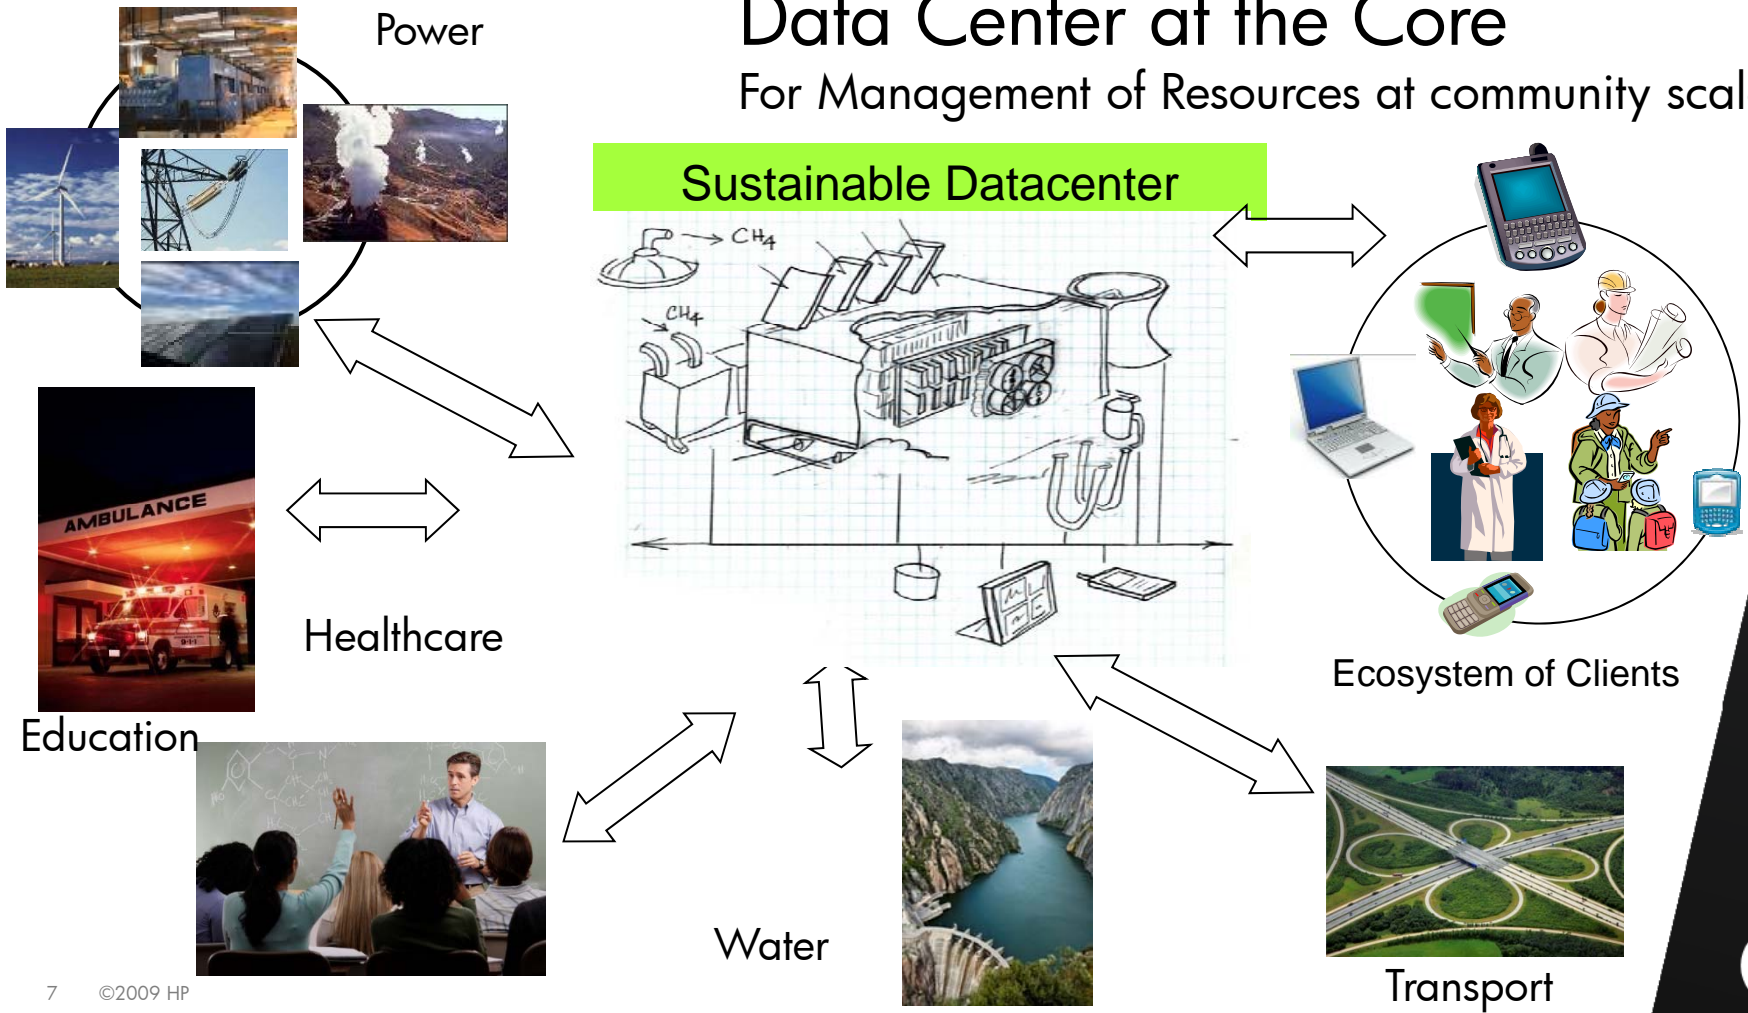 Data Center at the Core
For Management of Resources at community scal
Power
Sustainable Datacenter
CH4
CH4
AMBULANCE
Healthcare
Ecosystem of Clients
Education
Water
Transport
7 ©2009 HP